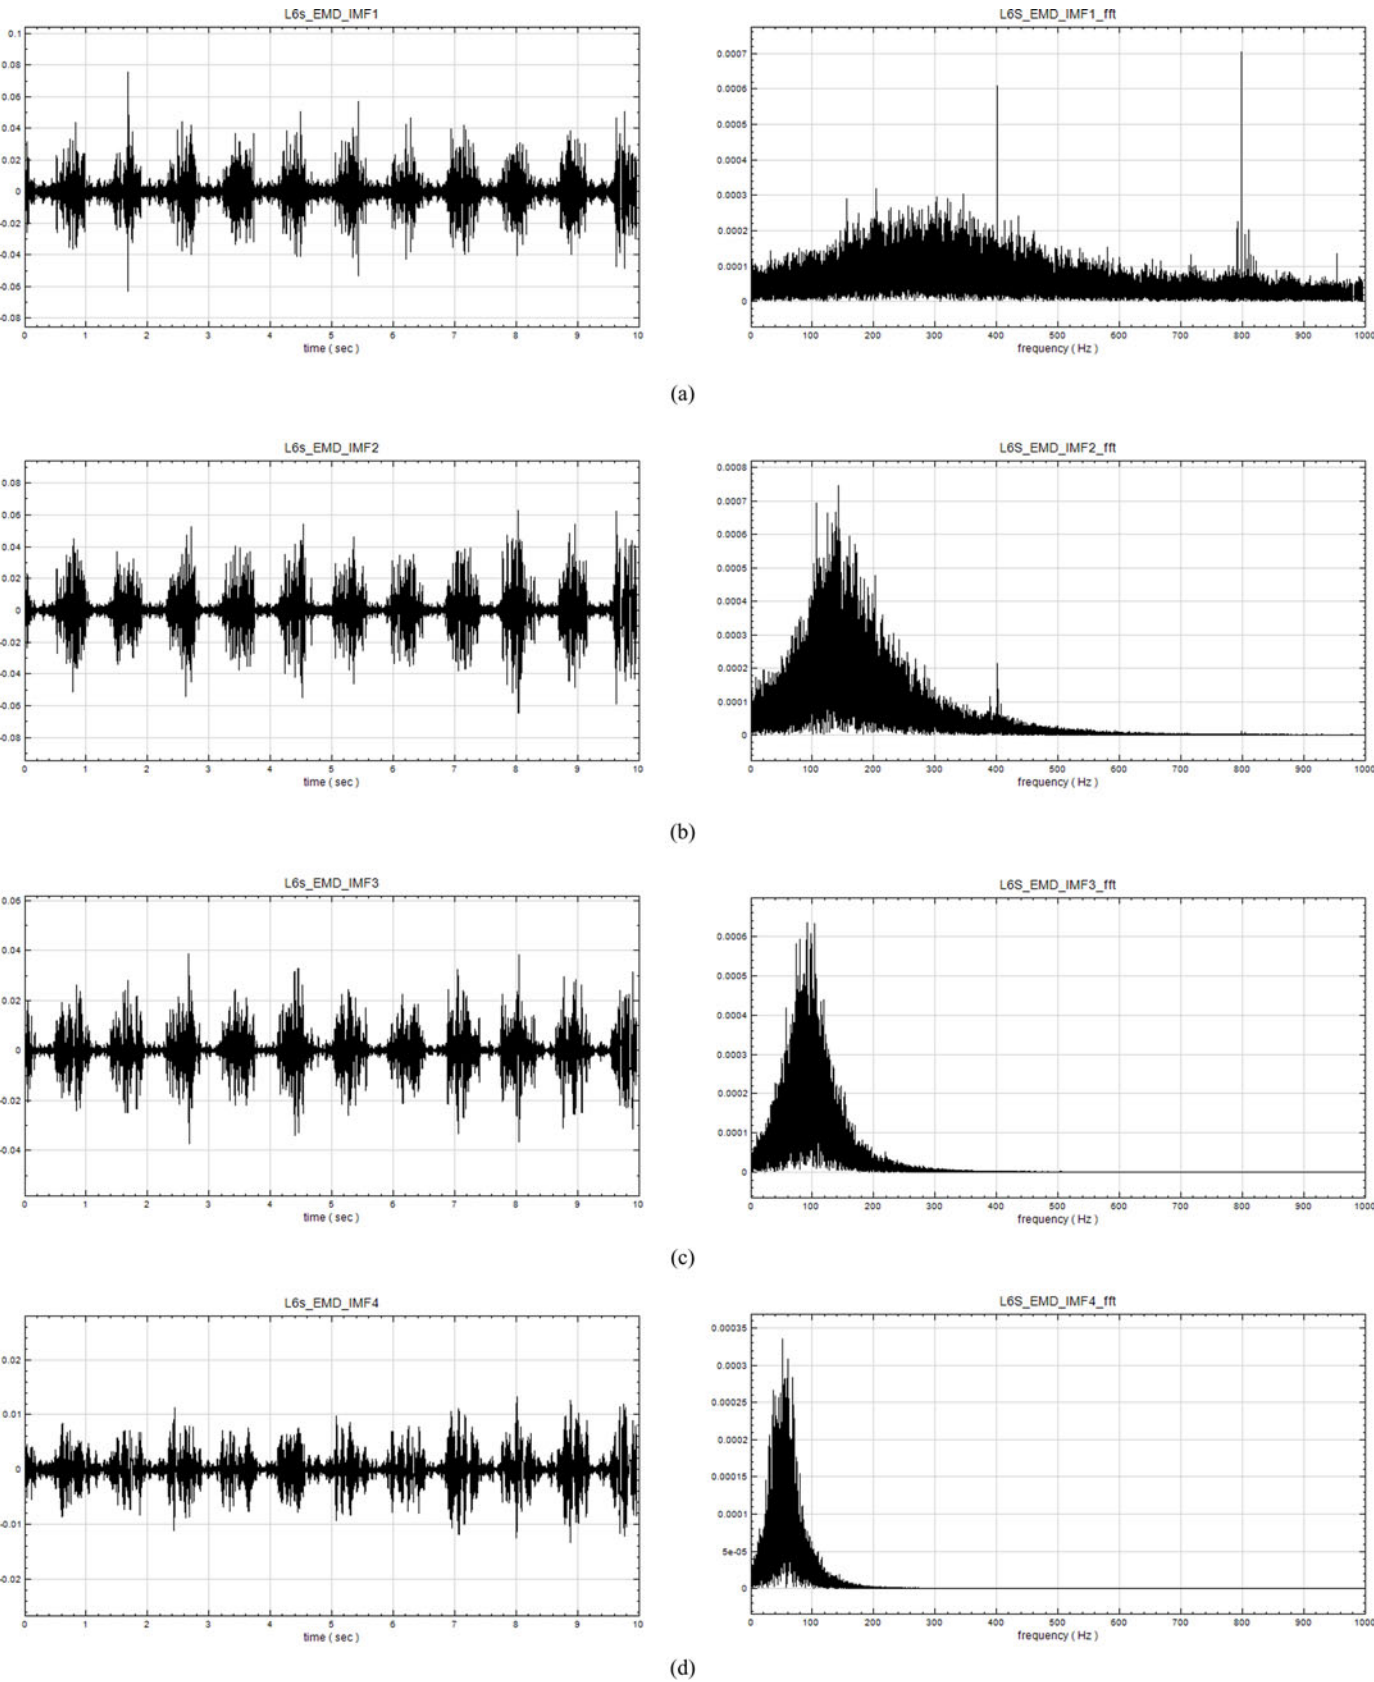 L6s_EMD_IMF1
0.1
0.08
0.06
0.04
0.02
0
-0.02
-0.04
-0.06
-0.08
0 1 2 3 4 5 6 7 8 9 10
time ( sec )
L6S_EMD_IMF1_fft
0.0007
0.0006
0.0005
0.0004
0.0003
0.0002
0.0001
0
0 100 200 300 400 500 600 700 800 900 1000
frequency ( Hz )
(a)
L6s_EMD_IMF2
0.08
0.06
0.04
0.02
0
-0.02
-0.04
-0.06
-0.08
0 1 2 3 4 5 6 7 8 9 10
time ( sec )
L6S_EMD_IMF2_fft
0.0008
0.0007
0.0006
0.0005
0.0004
0.0003
0.0002
0.0001
0
0 100 200 300 400 500 600 700 800 900 1000
frequency ( Hz )
(b)
L6s_EMD_IMF3
0.06
0.04
0.02
0
-0.02
-0.04
0 1 2 3 4 5 6 7 8 9 10
time ( sec )
L6S_EMD_IMF3_fft
0.0006
0.0005
0.0004
0.0003
0.0002
0.0001
0
0 100 200 300 400 500 600 700 800 900 1000
frequency ( Hz )
(c)
L6s_EMD_IMF4
0.02
0.01
0
-0.01
-0.02
0 1 2 3 4 5 6 7 8 9 10
time ( sec )
L6S_EMD_IMF4_fft
0.00035
0.0003
0.00025
0.0002
0.00015
0.0001
5e-05
0
0 100 200 300 400 500 600 700 800 900 1000
frequency ( Hz )
(d)